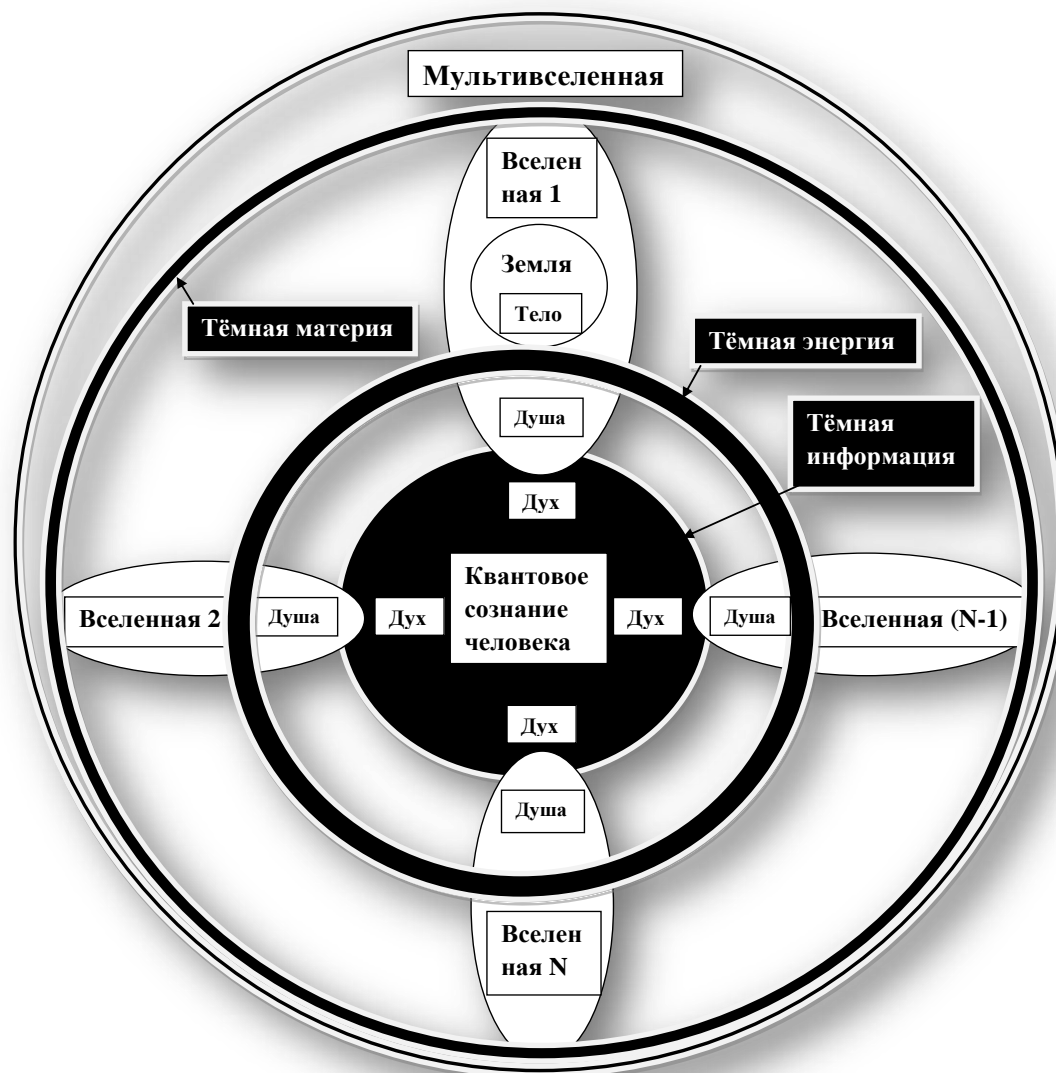 Мультивселенная
Вселен
ная 1
Земля
Тело
Тёмная материя
Тёмная энергия
Душа
Тёмная
информация
Дух
Квантовое
сознание
человека
Вселенная 2
Душа
Дух
Дух
Душа
Вселенная (N-1)
Дух
Душа
Вселен
ная N